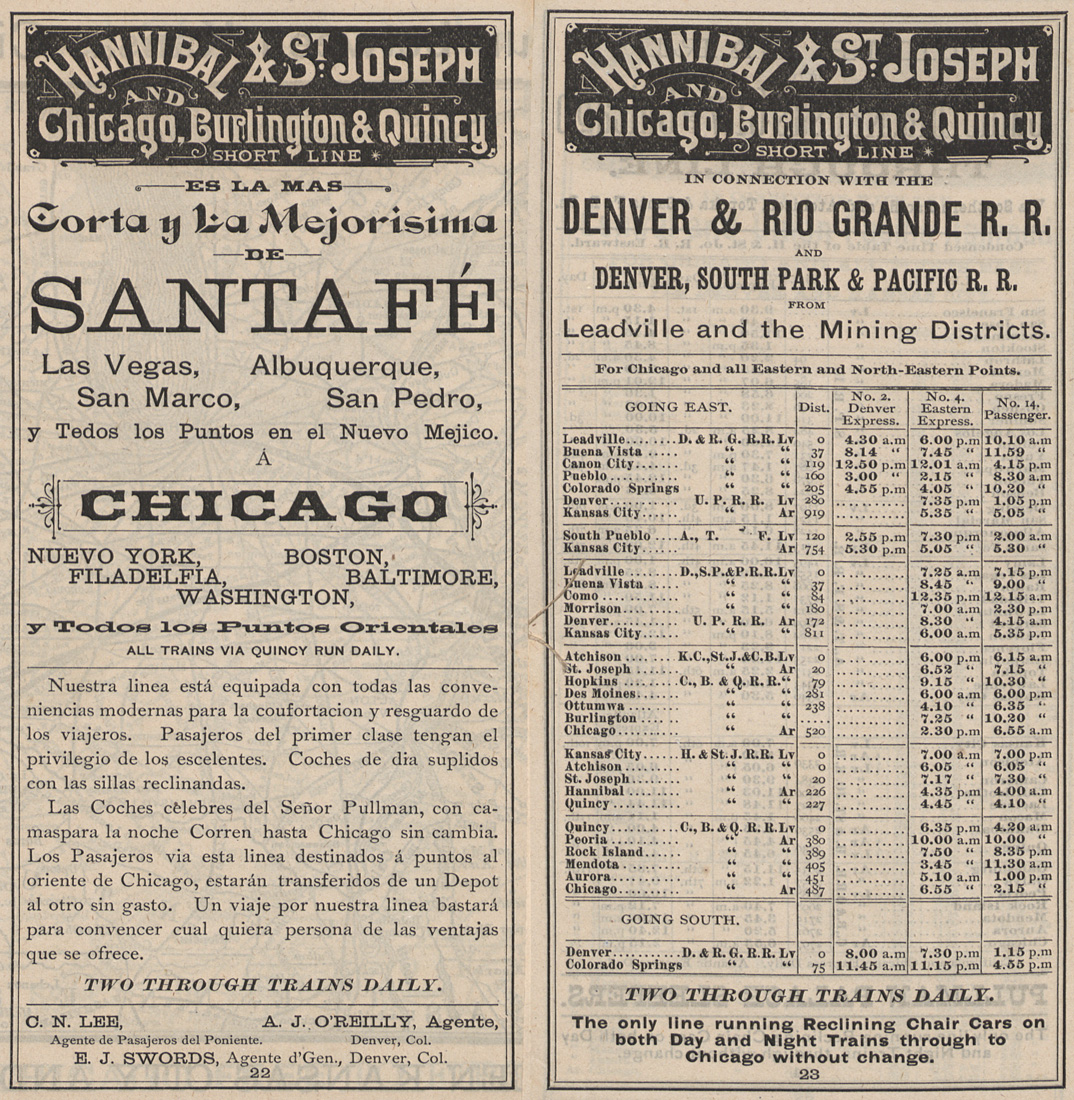 HANNIBAL & ST. JOSEPH
AND
Chicago, Burlington & Quincy
SHORT LINE
ES LA MAS
Corta y La Mejorisima
DE
SANTA FÉ
Las Vegas, Albuquerque,
San Marco, San Pedro,
y Tedos los Puntos en el Nuevo Mejico.
Á
CHICAGO
NUEVO YORK, BOSTON,
FILADELFIA, BALTIMORE,
WASHINGTON,
y Todos los Puntos Orientales
ALL TRAINS VIA QUINCY RUN DAILY.
Nuestra linea está equipada con todas las conve-
niencias modernas para la coufortacion y resguardo de
los viajeros. Pasajeros del primer clase tengan el
privilegio de los escelentes. Coches de dia suplidos
con las sillas reclinandas.
Las Coches cèlebres del Señor Pullman, con ca-
maspara la noche Corren hasta Chicago sin cambia.
Los Pasajeros via esta linea destinados á puntos al
oriente de Chicago, estarán transferidos de un Depot
al otro sin gasto. Un viaje por nuestra linea bastará
para convencer cual quiera persona de las ventajas
que se ofrece.
TWO THROUGH TRAINS DAILY.
C. N. LEE, A. J. O'REILLY, Agente,
Agente de Pasajeros del Poniente. Denver, Col.
E. J. SWORDS, Agente d'Gen., Denver, Col.
22
HANNIBAL & ST. JOSEPH
AND
Chicago, Burlington & Quincy
SHORT LINE
IN CONNECTION WITH THE
DENVER & RIO GRANDE R. R.
AND
DENVER, SOUTH PARK & PACIFIC R. R.
FROM
Leadville and the Mining Districts.
For Chicago and all Eastern and North-Eastern Points.
GOING EAST. Dist. No. 2. Denver Express. No. 4. Eastern Express. No. 14. Passenger.
Leadville........D. & R. G. R.R. Lv 0 4.30 a.m 6.00 p.m 10.10 a.m
Buena Vista ..... “ “ 37 8.14 “ 7.45 “ 11.59 “
Canon City....... “ “ 119 12.50 p.m 12.01 a.m 4.15 p.m
Pueblo .......... “ “ 160 3.00 “ 2.15 “ 8.30 a.m
Colorado Springs “ “ 205 4.55 p.m 4.05 “ 10.20 “
Denver .......... U. P. R. R. Lv 280 .......... 7.35 p.m 1.05 p.m
Kansas City...... “ Ar 919 .......... 5.35 “ 5.05 “
South Pueblo ....A., T. F. Lv 120 2.55 p.m 7.30 p.m 2.00 a.m
Kansas City...... Ar 754 5.30 p.m 5.05 “ 5.30 “
Leadville ........D.,S.P.&P.R.R.Lv 0 .......... 7.25 a.m 7.15 p.m
Buena Vista ..... “ “ 37 .......... 8.45 “ 9.00 “
Como ............ “ “ 84 .......... 12.35 p.m 12.15 a.m
Morrison ........ “ “ 180 .......... 7.00 a.m 2.30 p.m
Denver........... U. P. R. R. Ar 172 .......... 8.30 “ 4.15 a.m
Kansas City...... “ “ 811 .......... 6.00 a.m 5.35 p.m
Atchison ....... K.C.,St.J.&C.B.Lv 0 .......... 6.00 p.m 6.15 a.m
St. Joseph....... “ Ar 20 .......... 6.52 “ 7.15 “
Hopkins ........C., B. & Q. R.R.“ 79 .......... 9.15 “ 10.30 “
Des Moines....... “ “ 281 .......... 6.00 a.m 6.00 p.m
Ottumwa ......... “ “ 238 .......... 4.10 “ 6.35 “
Burlington ...... “ “ ..... .......... 7.25 “ 10.20 “
Chicago.......... “ “ 520 .......... 2.30 p.m 6.55 a.m
Kansas City..... H. & St. J. R.R. Lv 0 .......... 7.00 a.m 7.00 p.m
Atchison ........ “ “ 0 .......... 6.05 “ 6.05 “
St. Joseph....... “ “ 20 .......... 7.17 “ 7.30 “
Hannibal ........ “ Ar 226 .......... 4.35 p.m 4.00 a.m
Quincy........... “ “ 227 .......... 4.45 “ 4.10 “
Quincy..........C., B. & Q. R. R.Lv 0 .......... 6.35 p.m 4.20 a.m
Peoria .......... “ Ar 380 .......... 10.00 a.m 10.00 “
Rock Island...... “ “ 389 .......... 7.50 “ 8.35 p.m
Mendota ......... “ “ 405 .......... 3.45 “ 11.30 a.m
Aurora .......... “ “ 451 .......... 5.10 a.m 1.00 p.m
Chicago.......... “ Ar 487 .......... 6.55 “ 2.15 “
GOING SOUTH.
Denver...........D. & R. G. R.R. Lv 0 8.00 a.m 7.30 p.m 1.15 p.m
Colorado Springs “ “ 75 11.45 a.m 11.15 p.m 4.55 p.m
TWO THROUGH TRAINS DAILY.
The only line running Reclining Chair Cars on
both Day and Night Trains through to
Chicago without change.
23